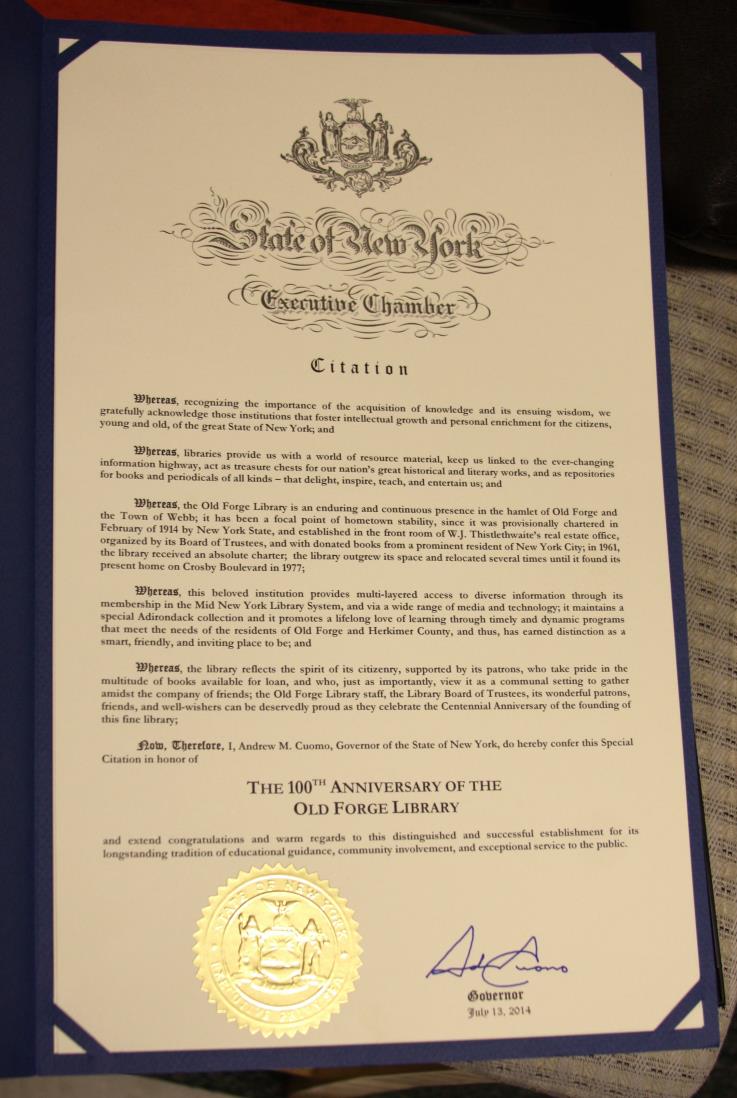 State of New York
Executive Chamber
Citation
Whereas, recognizing the importance of the acquisition of knowledge and its ensuing wisdom, we
gratefully acknowledge those institutions that foster intellectual growth and personal enrichment for the citizens,
young and old, of the great State of New York; and
Whereas, libraries provide us with a world of resource material, keep us linked to the ever-changing
information highway, act as treasure chests for our nation's great historical and literary works, and as repositories
for books and periodicals of all kinds – that delight, inspire, teach, and entertain us; and
Whereas, the Old Forge Library is an enduring and continuous presence in the hamlet of Old Forge and
the Town of Webb; it has been a focal point of hometown stability, since it was provisionally chartered in
February of 1914 by New York State, and established in the front room of W.J. Thistlethwaite's real estate office,
organized by its Board of Trustees, and with donated books from a prominent resident of New York City; in 1961,
the library received an absolute charter; the library outgrew its space and relocated several times until it found its
present home on Crosby Boulevard in 1977;
Whereas, this beloved institution provides multi-layered access to diverse information through its
membership in the Mid New York Library System, and via a wide range of media and technology; it maintains a
special Adirondack collection and it promotes a lifelong love of learning through timely and dynamic programs
that meet the needs of the residents of Old Forge and Herkimer County, and thus, has earned distinction as a
smart, friendly, and inviting place to be; and
Whereas, the library reflects the spirit of its citizenry, supported by its patrons, who take pride in the
multitude of books available for loan, and who, just as importantly, view it as a communal setting to gather
amidst the company of friends; the Old Forge Library staff, the Library Board of Trustees, its wonderful patrons,
friends, and well-wishers can be deservedly proud as they celebrate the Centennial Anniversary of the founding of
this fine library;
Now, Therefore, I, Andrew M. Cuomo, Governor of the State of New York, do hereby confer this Special
Citation in honor of
THE 100TH ANNIVERSARY OF THE
OLD FORGE LIBRARY
and extend congratulations and warm regards to this distinguished and successful establishment for its
longstanding tradition of educational guidance, community involvement, and exceptional service to the public.
STATE OF NEW YORK
Governor
July 13, 2014